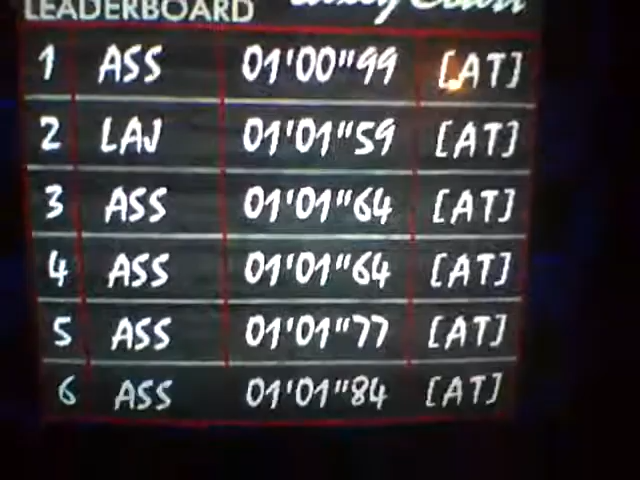 LEADERBOARD
1 ASS 01'00"99 [AT]
2 LAJ 01'01"59 [AT]
3 ASS 01'01"64 [AT]
4 ASS 01'01"64 [AT]
5 ASS 01'01"77 [AT]
6 ASS 01'01"84 [AT]